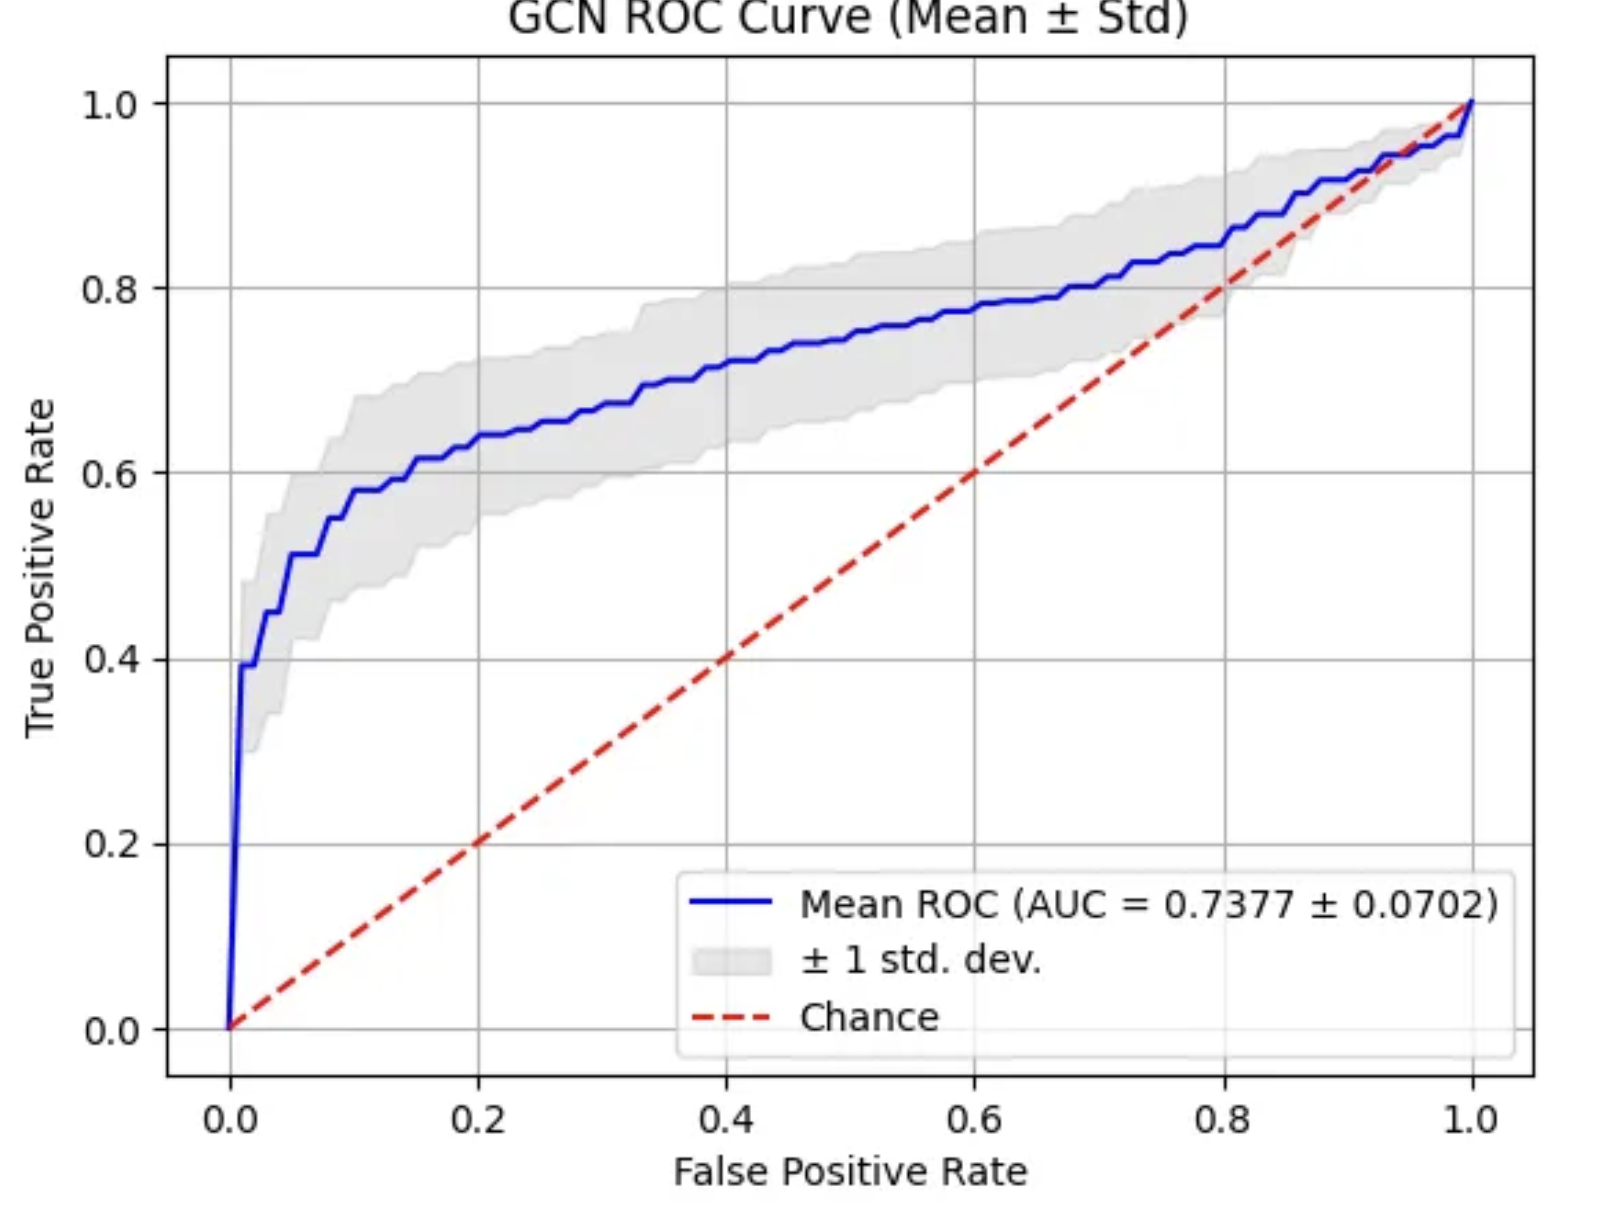 GCN ROC Curve (Mean ± Std)
1.0
0.8
0.6
0.4
0.2
0.0
True Positive Rate
Mean ROC (AUC = 0.7377 ± 0.0702)
± 1 std. dev.
Chance
0.0 0.2 0.4 0.6 0.8 1.0
False Positive Rate